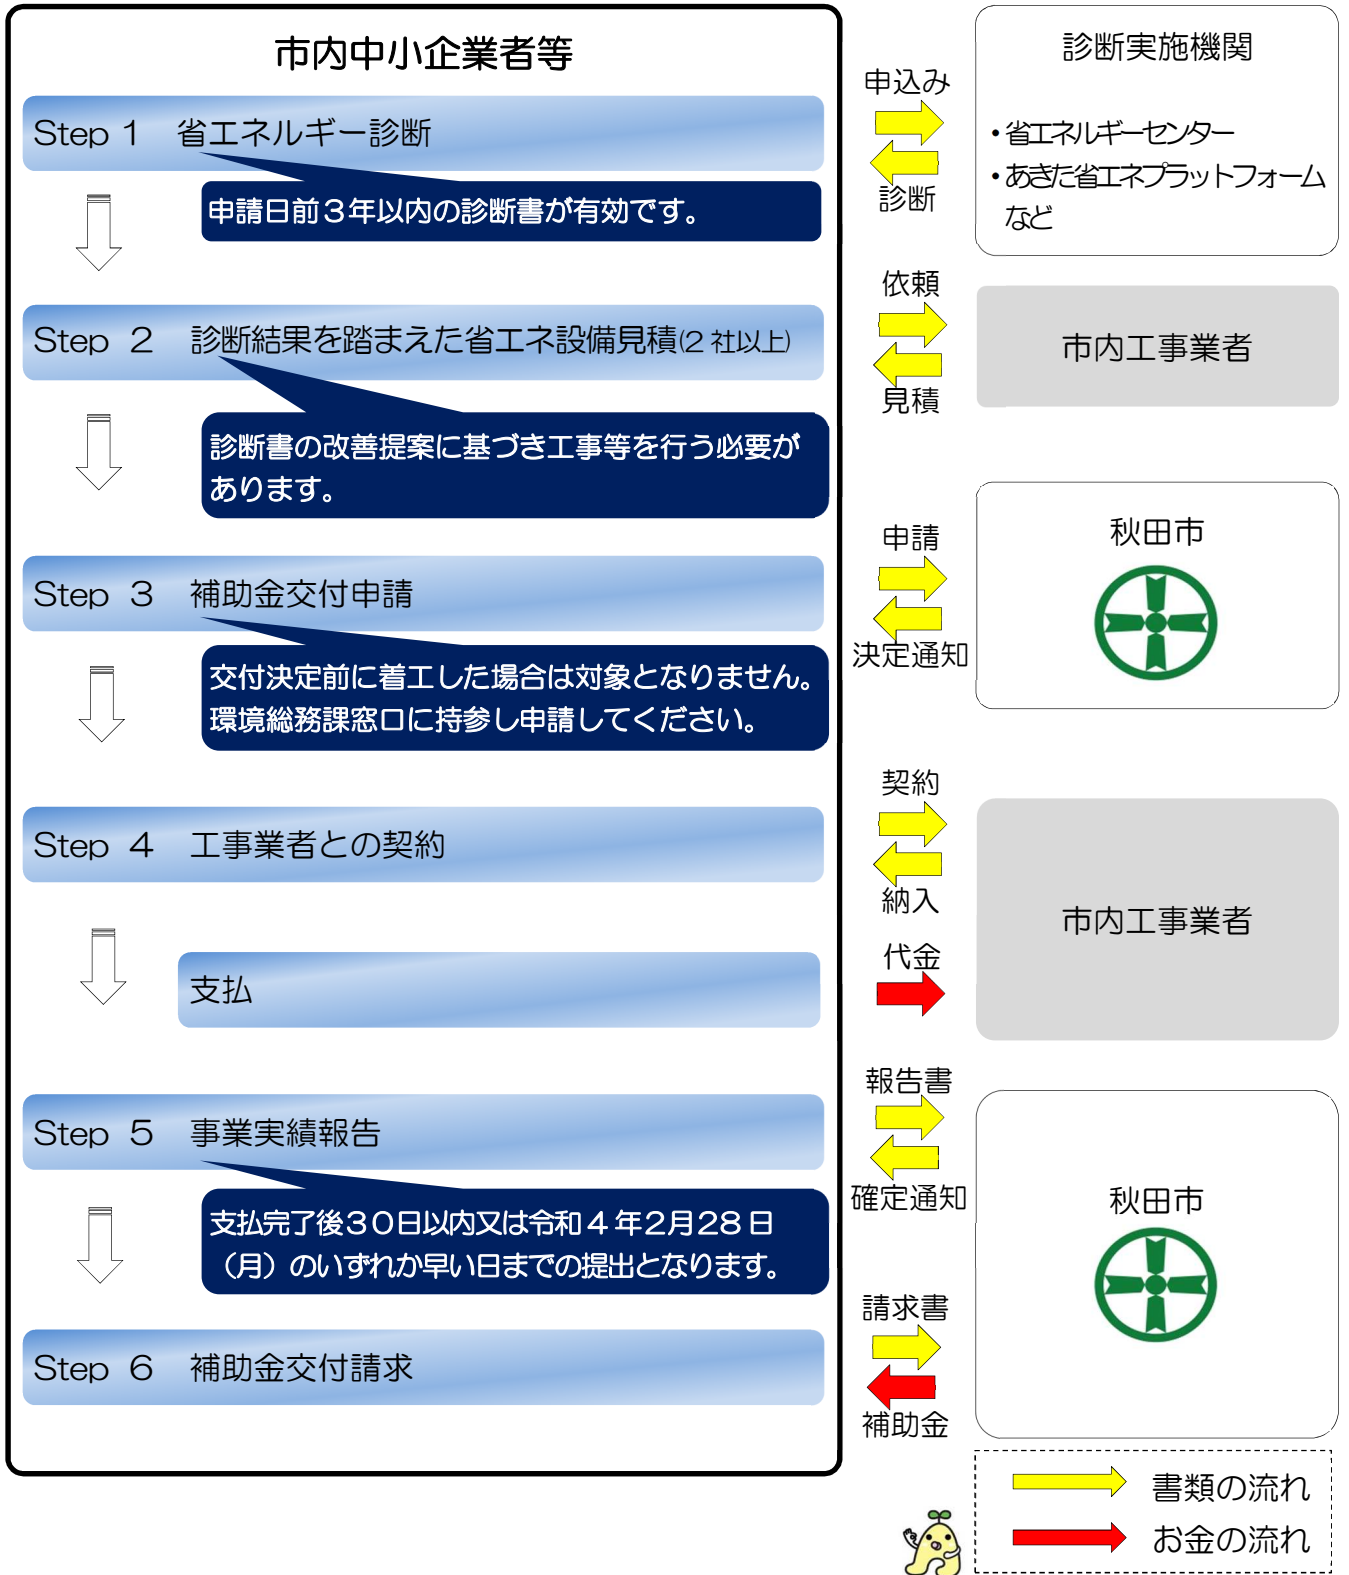 市内中小企業者等
Step 1 省エネルギー診断
申請日前3年以内の診断書が有効です。
申込み
診断
診断実施機関
・省エネルギーセンター
・あきた省エネプラットフォーム
など
Step 2 診断結果を踏まえた省エネ設備見積(2社以上)
診断書の改善提案に基づき工事等を行う必要が
あります。
依頼
見積
市内工事業者
Step 3 補助金交付申請
交付決定前に着工した場合は対象となりません。
環境総務課窓口に持参し申請してください。
申請
決定通知
秋田市
Step 4 工事業者との契約
支払
契約
納入
代金
市内工事業者
Step 5 事業実績報告
支払完了後30日以内又は令和4年2月28日
（月）のいずれか早い日までの提出となります。
報告書
確定通知
秋田市
Step 6 補助金交付請求
請求書
補助金
書類の流れ
お金の流れ